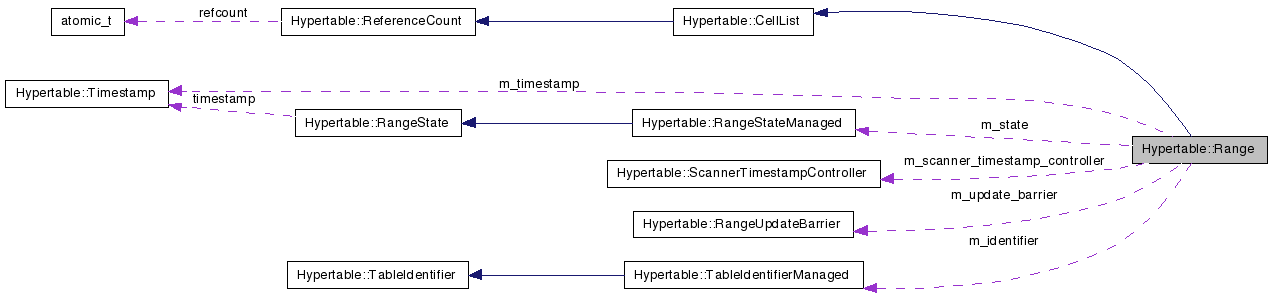 atomic_t
refcount
Hypertable::ReferenceCount
Hypertable::CellList
Hypertable::Timestamp
timestamp
m_timestamp
Hypertable::RangeState
Hypertable::RangeStateManaged
m_state
Hypertable::Range
Hypertable::ScannerTimestampController
m_scanner_timestamp_controller
m_update_barrier
Hypertable::RangeUpdateBarrier
m_identifier
Hypertable::TableIdentifier
Hypertable::TableIdentifierManaged